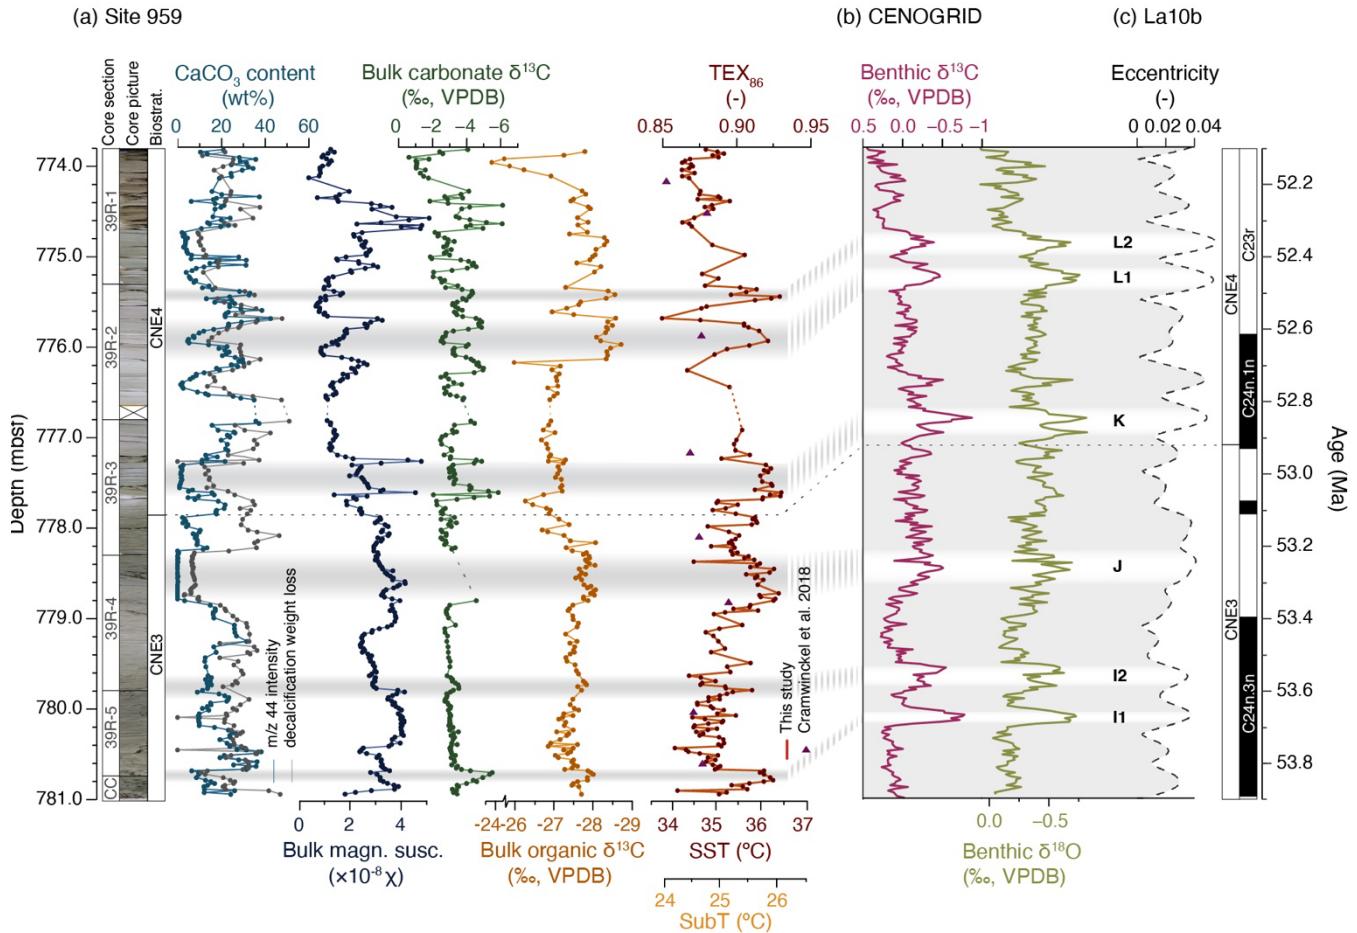 (a) Site 959
(b) CENOGRID
(c) La10b
Core section
Core picture
Biostrat.
CaCO₃ content
(wt%)
0 20 40 60
Bulk carbonate δ¹³C
(‰, VPDB)
0 −2 −4 −6
TEX₈₆
(-)
0.85 0.90 0.95
Benthic δ¹³C
(‰, VPDB)
0.5 0.0 −0.5 −1
Eccentricity
(-)
0 0.02 0.04
Depth (mbsf)
774.0
775.0
776.0
777.0
778.0
779.0
780.0
781.0
39R-1
39R-2
39R-3
39R-4
39R-5
CC
CNE4
CNE3
m/z 44 intensity
decalcification weight loss
This study
Cramwinckel et al. 2018
L2
L1
K
J
I2
I1
CNE4
CNE3
C23r
C24n.1n
C24n.3n
52.2
52.4
52.6
52.8
53.0
53.2
53.4
53.6
53.8
Age (Ma)
0 2 4
Bulk magn. susc.
(×10⁻⁸ χ)
-24 -26 -27 -28 -29
Bulk organic δ¹³C
(‰, VPDB)
34 35 36 37
SST (ºC)
24 25 26
SubT (ºC)
0.0 −0.5
Benthic δ¹⁸O
(‰, VPDB)